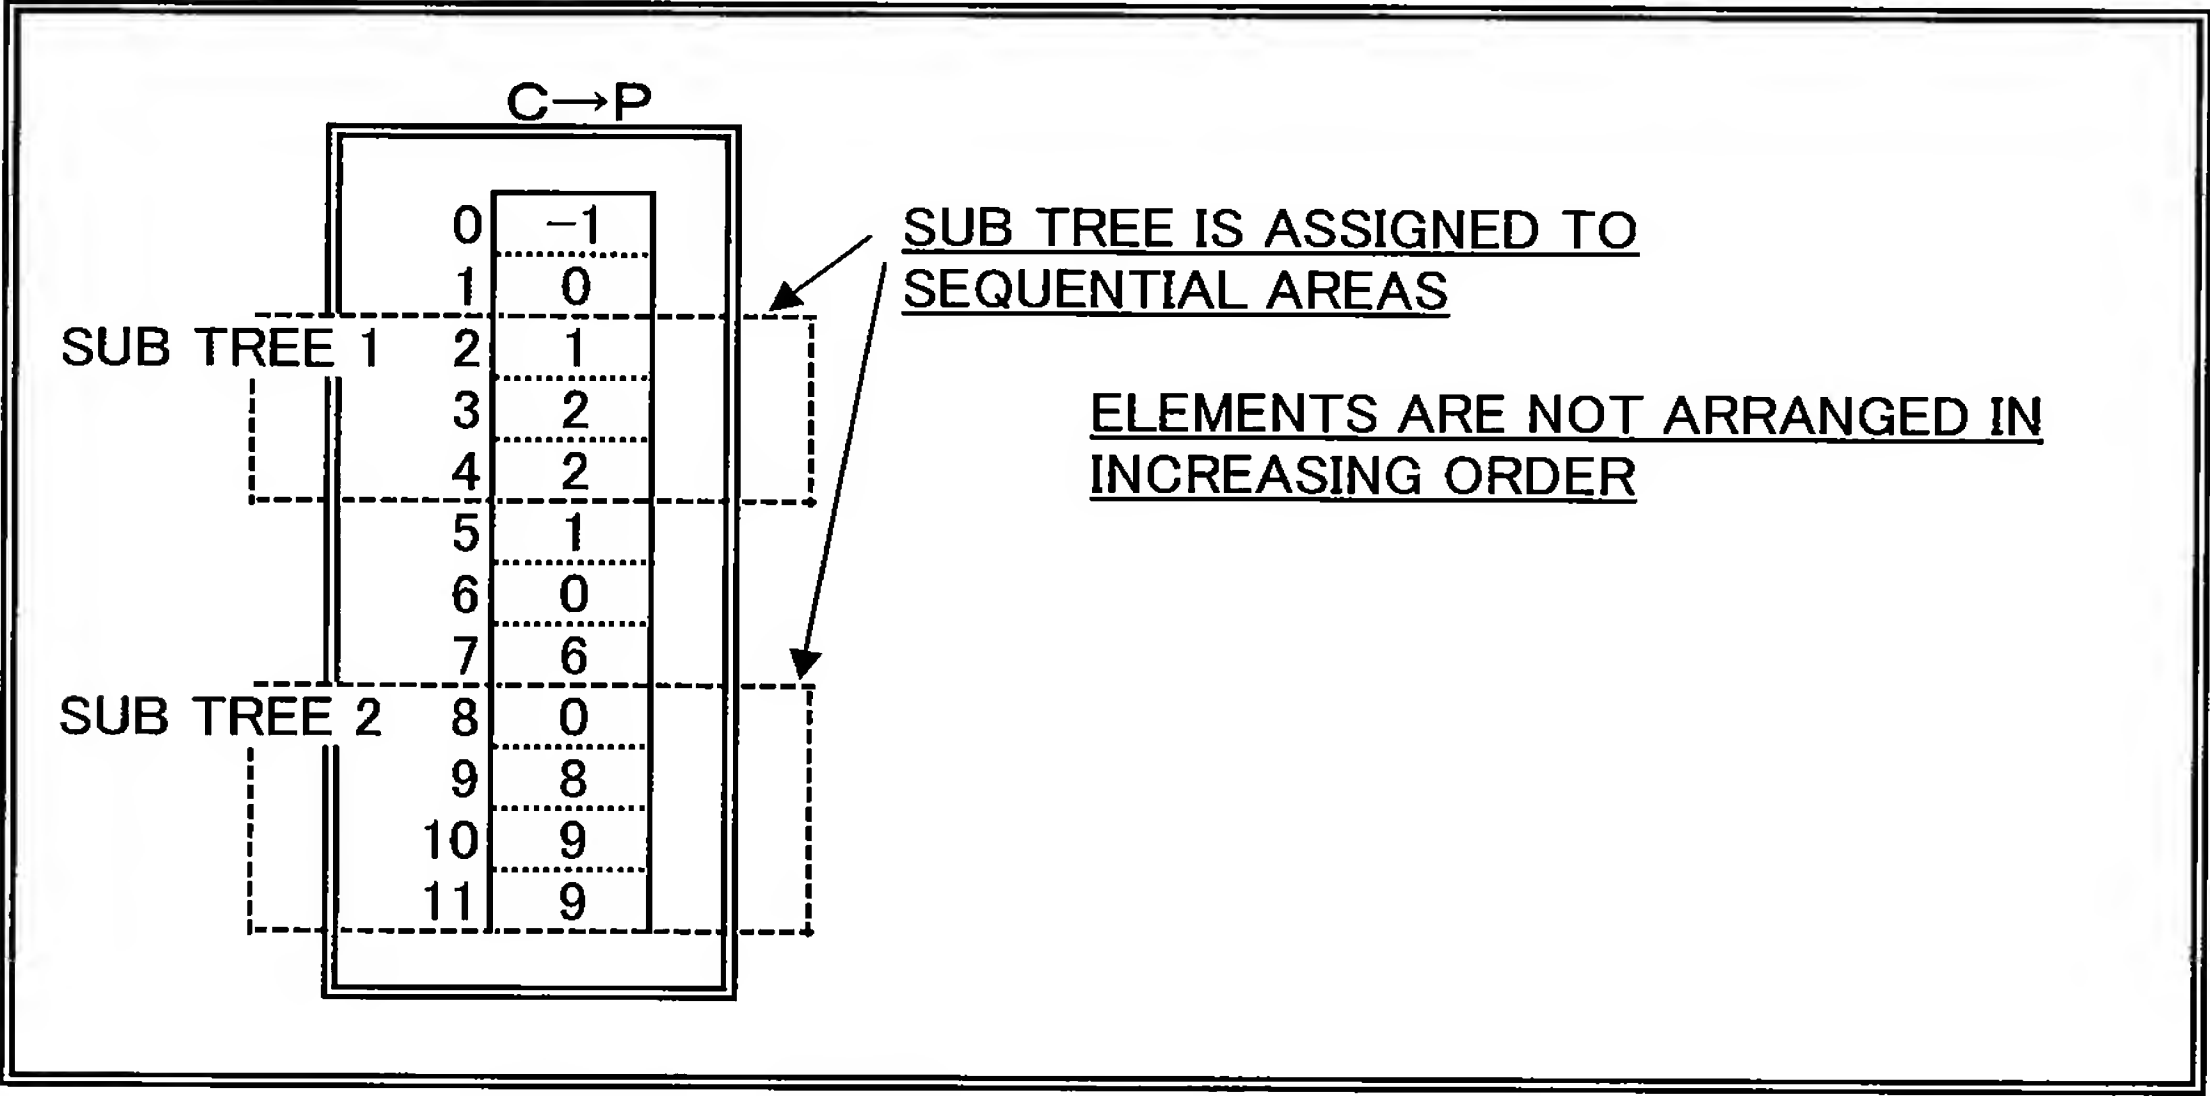 C→P
0 -1
1 0
SUB TREE 1 2 1
3 2
4 2
5 1
6 0
7 6
SUB TREE 2 8 0
9 8
10 9
11 9
SUB TREE IS ASSIGNED TO
SEQUENTIAL AREAS
ELEMENTS ARE NOT ARRANGED IN
INCREASING ORDER